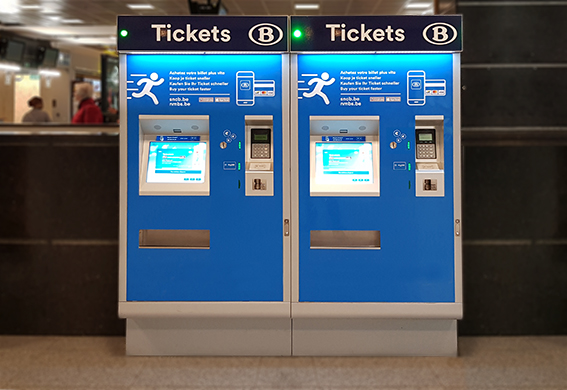 Tickets B
Achetez votre billet plus vite
Koop je ticket sneller
Kaufen Sie Ihr Ticket schneller
Buy your ticket faster
sncb.be
nmbs.be
Tickets B
Achetez votre billet plus vite
Koop je ticket sneller
Kaufen Sie Ihr Ticket schneller
Buy your ticket faster
sncb.be
nmbs.be